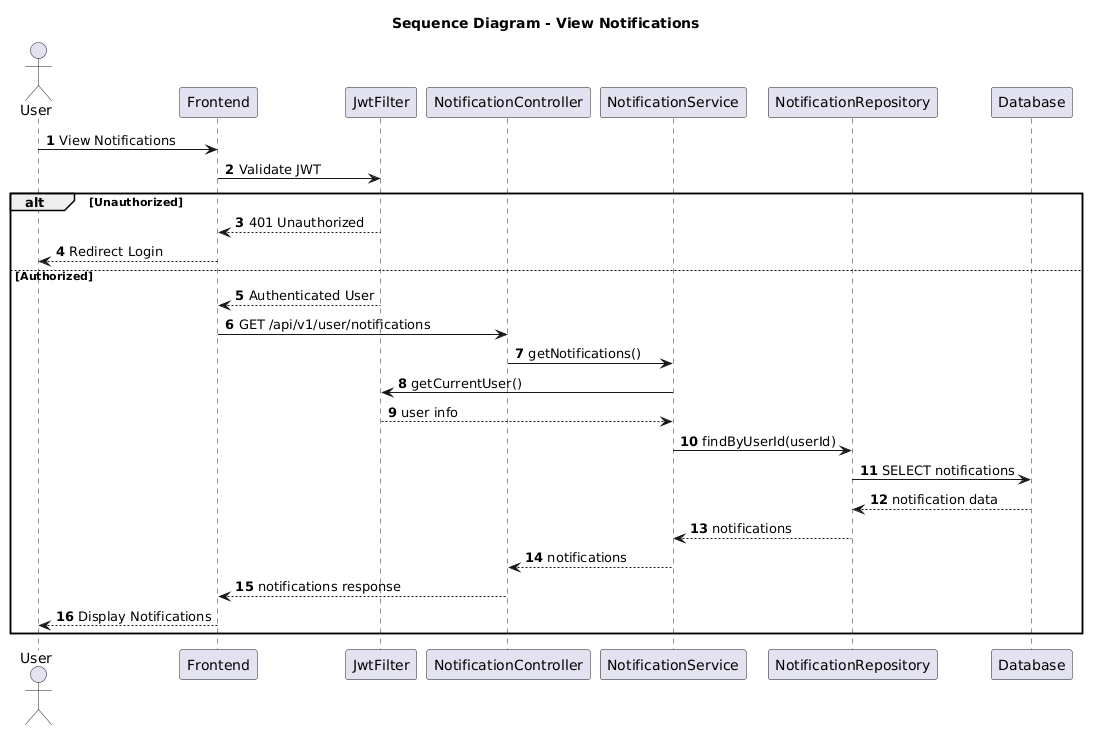 Sequence Diagram - View Notifications
User
Frontend
JwtFilter
NotificationController
NotificationService
NotificationRepository
Database
1 View Notifications
2 Validate JWT
alt [Unauthorized]
3 401 Unauthorized
4 Redirect Login
[Authorized]
5 Authenticated User
6 GET /api/v1/user/notifications
7 getNotifications()
8 getCurrentUser()
9 user info
10 findByUserId(userId)
11 SELECT notifications
12 notification data
13 notifications
14 notifications
15 notifications response
16 Display Notifications
User
Frontend
JwtFilter
NotificationController
NotificationService
NotificationRepository
Database